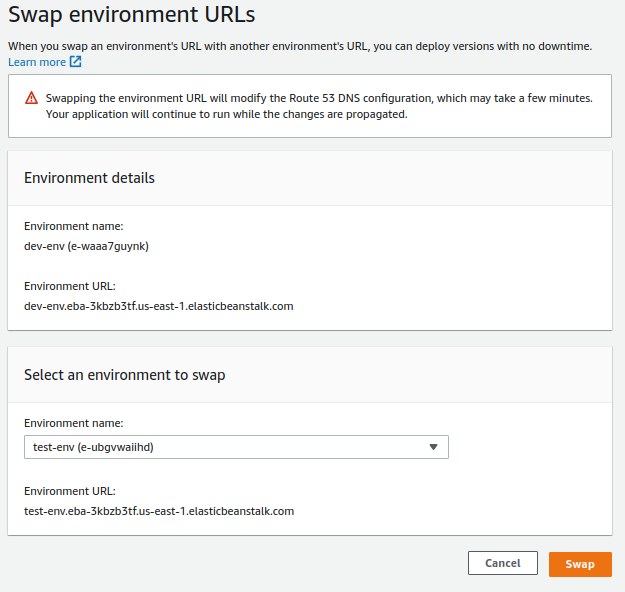 Swap environment URLs
When you swap an environment's URL with another environment's URL, you can deploy versions with no downtime.
Learn more
Swapping the environment URL will modify the Route 53 DNS configuration, which may take a few minutes.
Your application will continue to run while the changes are propagated.
Environment details
Environment name:
dev-env (e-waaa7guynk)
Environment URL:
dev-env.eba-3kbzb3tf.us-east-1.elasticbeanstalk.com
Select an environment to swap
Environment name:
test-env (e-ubgvwaiihd)
Environment URL:
test-env.eba-3kbzb3tf.us-east-1.elasticbeanstalk.com
Cancel
Swap